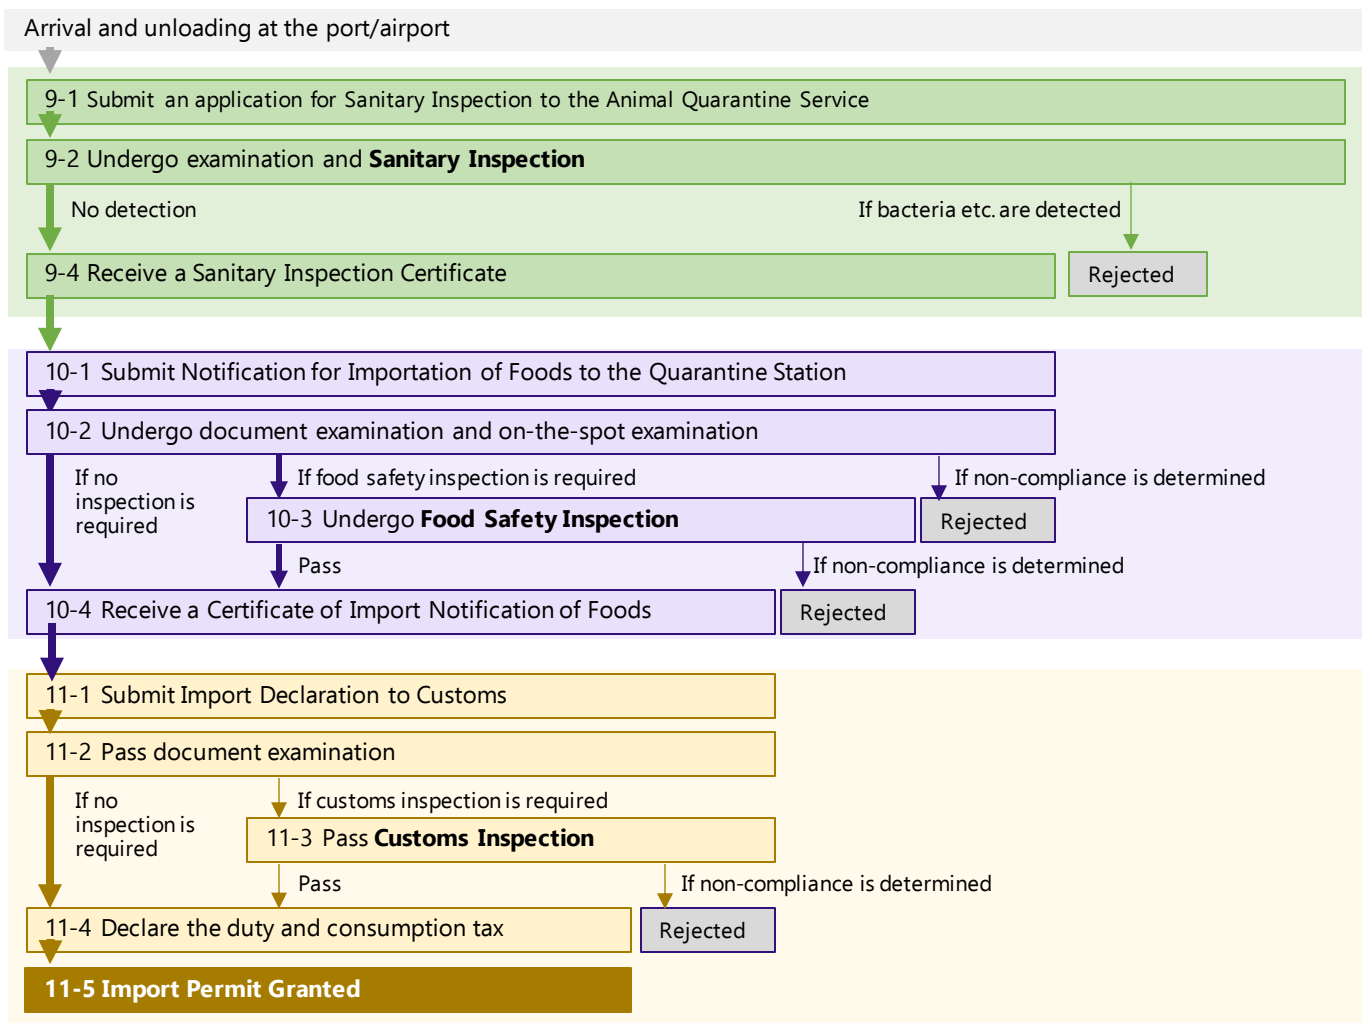 Arrival and unloading at the port/airport
9-1 Submit an application for Sanitary Inspection to the Animal Quarantine Service
9-2 Undergo examination and Sanitary Inspection
No detection
If bacteria etc. are detected
9-4 Receive a Sanitary Inspection Certificate
Rejected
10-1 Submit Notification for Importation of Foods to the Quarantine Station
10-2 Undergo document examination and on-the-spot examination
If no
inspection is
required
If food safety inspection is required
If non-compliance is determined
10-3 Undergo Food Safety Inspection
Rejected
Pass
If non-compliance is determined
10-4 Receive a Certificate of Import Notification of Foods
Rejected
11-1 Submit Import Declaration to Customs
11-2 Pass document examination
If no
inspection is
required
If customs inspection is required
11-3 Pass Customs Inspection
Pass
If non-compliance is determined
11-4 Declare the duty and consumption tax
Rejected
11-5 Import Permit Granted